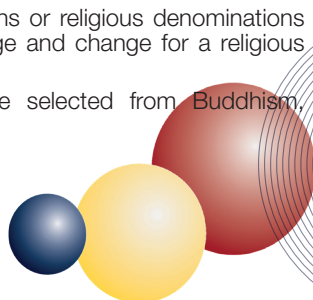 ns or religious denominations
ge and change for a religious
e selected from Buddhism,